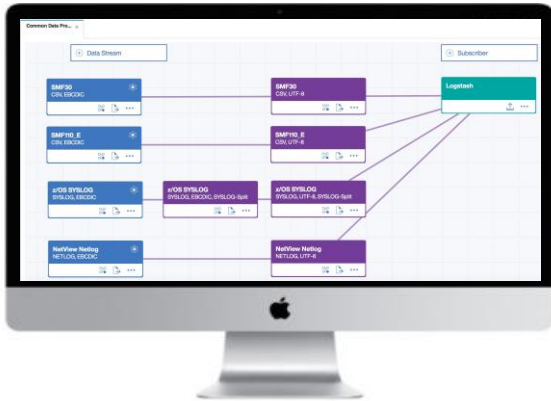 Common Data Pro...
Data Stream
Subscriber
SMF30
CSV, EBCDIC
SMF30
CSV, UTF-8
Logstash
SMF110_E
CSV, EBCDIC
SMF110_E
CSV, UTF-8
z/OS SYSLOG
SYSLOG, EBCDIC
z/OS SYSLOG
SYSLOG, EBCDIC, SYSLOG-Split
z/OS SYSLOG
SYSLOG, UTF-8, SYSLOG-Split
NetView Netlog
NETLOG, EBCDIC
NetView Netlog
NETLOG, UTF-8